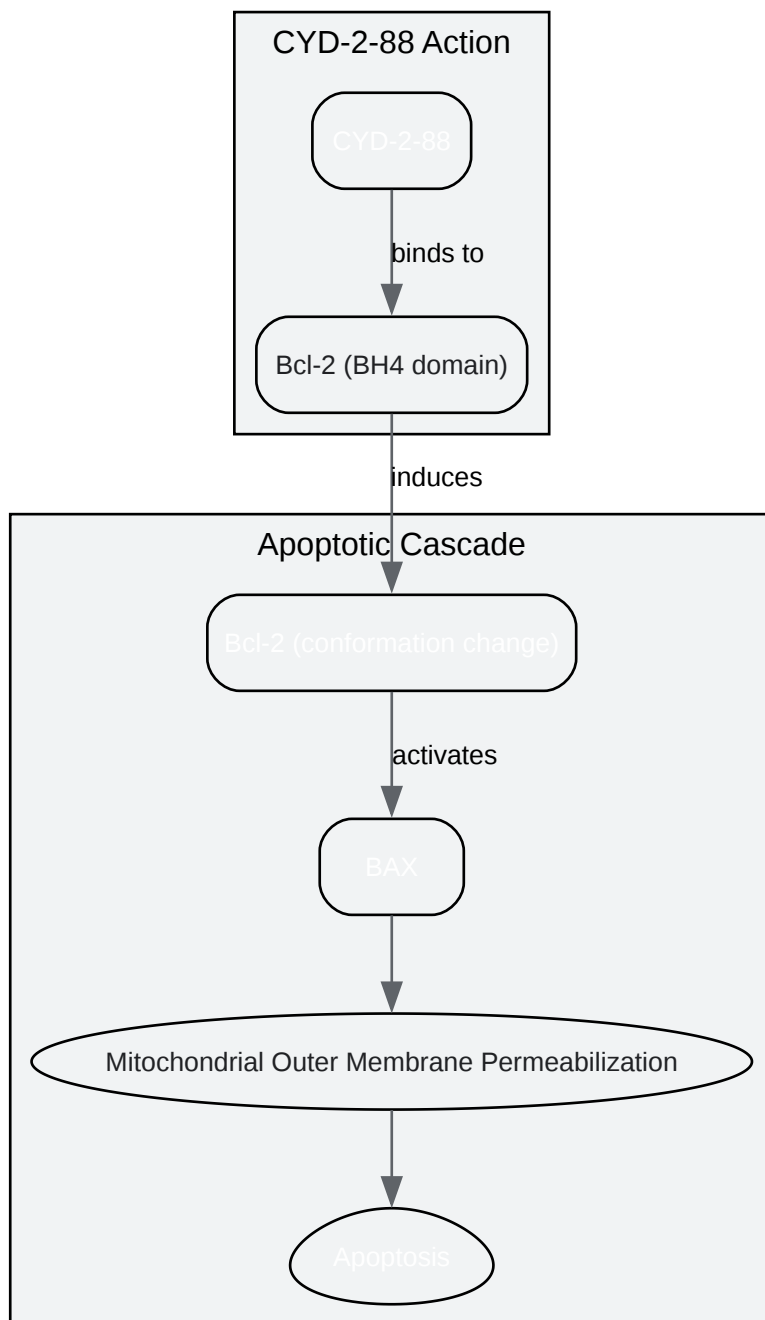 CYD-2-88 Action
CYD-2-88
binds to
Bcl-2 (BH4 domain)
induces
Apoptotic Cascade
Bcl-2 (conformation change)
activates
BAX
Mitochondrial Outer Membrane Permeabilization
Apoptosis